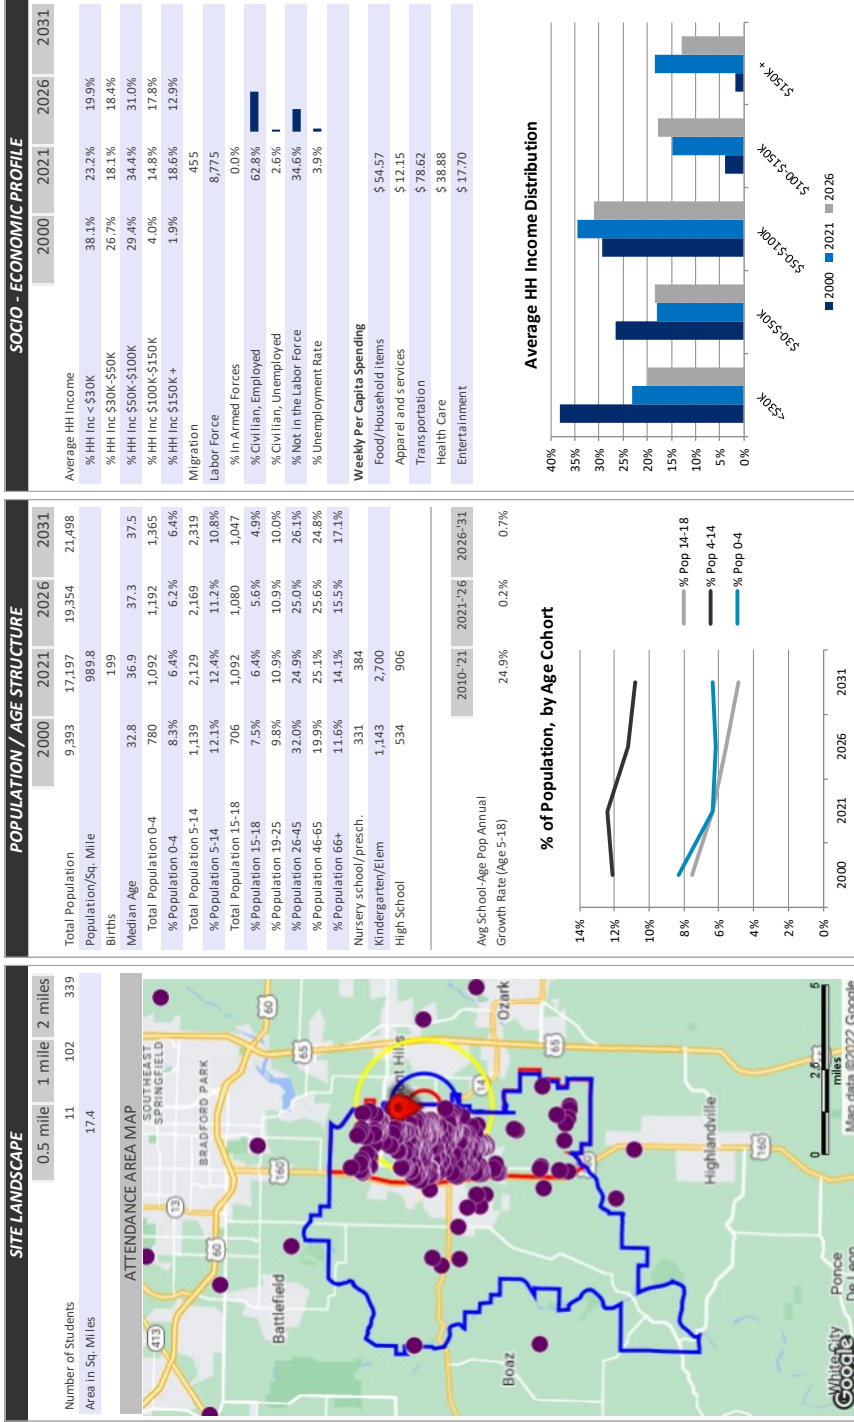 SITE LANDSCAPE
0.5 mile 1 mile 2 miles
Number of Students 11 102 339
Area in Sq. Miles 17.4
ATTENDANCE AREA MAP
413
60
13
160
BRADFORD PARK
SOUTHEAST
SPRINGFIELD
60
65
Battlefield
Boaz
14
Ozark
65
65
Highlandville
160
White City
Ponce
De Leon
Google
0 2.5 6
miles
Map data ©2022 Google
POPULATION / AGE STRUCTURE
2000 2021 2026 2031
Total Population 9,393 17,197 19,354 21,498
Population/Sq. Mile 989.8
Births 199
Median Age 32.8 36.9 37.3 37.5
Total Population 0-4 780 1,092 1,192 1,365
% Population 0-4 8.3% 6.4% 6.2% 6.4%
Total Population 5-14 1,139 2,129 2,169 2,319
% Population 5-14 12.1% 12.4% 11.2% 10.8%
Total Population 15-18 706 1,092 1,080 1,047
% Population 15-18 7.5% 6.4% 5.6% 4.9%
% Population 19-25 9.8% 10.9% 10.9% 10.0%
% Population 26-45 32.0% 24.9% 25.0% 26.1%
% Population 46-65 19.9% 25.1% 25.6% 24.8%
% Population 66+ 11.6% 14.1% 15.5% 17.1%
Nursery school/presch. 331 384
Kindergarten/Elem 1,143 2,700
High School 534 906
2010-'21 2021-'26 2026-'31
Avg School-Age Pop Annual
Growth Rate (Age 5-18) 24.9% 0.2% 0.7%
% of Population, by Age Cohort
14%
12%
10%
8%
6%
4%
2%
0%
2000 2021 2026 2031
% Pop 14-18
% Pop 4-14
% Pop 0-4
SOCIO - ECONOMIC PROFILE
2000 2021 2026 2031
Average HH Income
% HH Inc <$30K 38.1% 23.2% 19.9%
% HH Inc $30K-$50K 26.7% 18.1% 18.4%
% HH Inc $50K-$100K 29.4% 34.4% 31.0%
% HH Inc $100K-$150K 4.0% 14.8% 17.8%
% HH Inc $150K + 1.9% 18.6% 12.9%
Migration 455
Labor Force 8,775
% In Armed Forces 0.0%
% Civilian, Employed 62.8%
% Civilian, Unemployed 2.6%
% Not in the Labor Force 34.6%
% Unemployment Rate 3.9%
Weekly Per Capita Spending
Food/Household items $ 54.57
Apparel and services $ 12.15
Transportation $ 78.62
Health Care $ 38.88
Entertainment $ 17.70
Average HH Income Distribution
40%
35%
30%
25%
20%
15%
10%
5%
0%
<$30K $30-$50K $50-$100K $100-$150K $150K +
2000 2021 2026